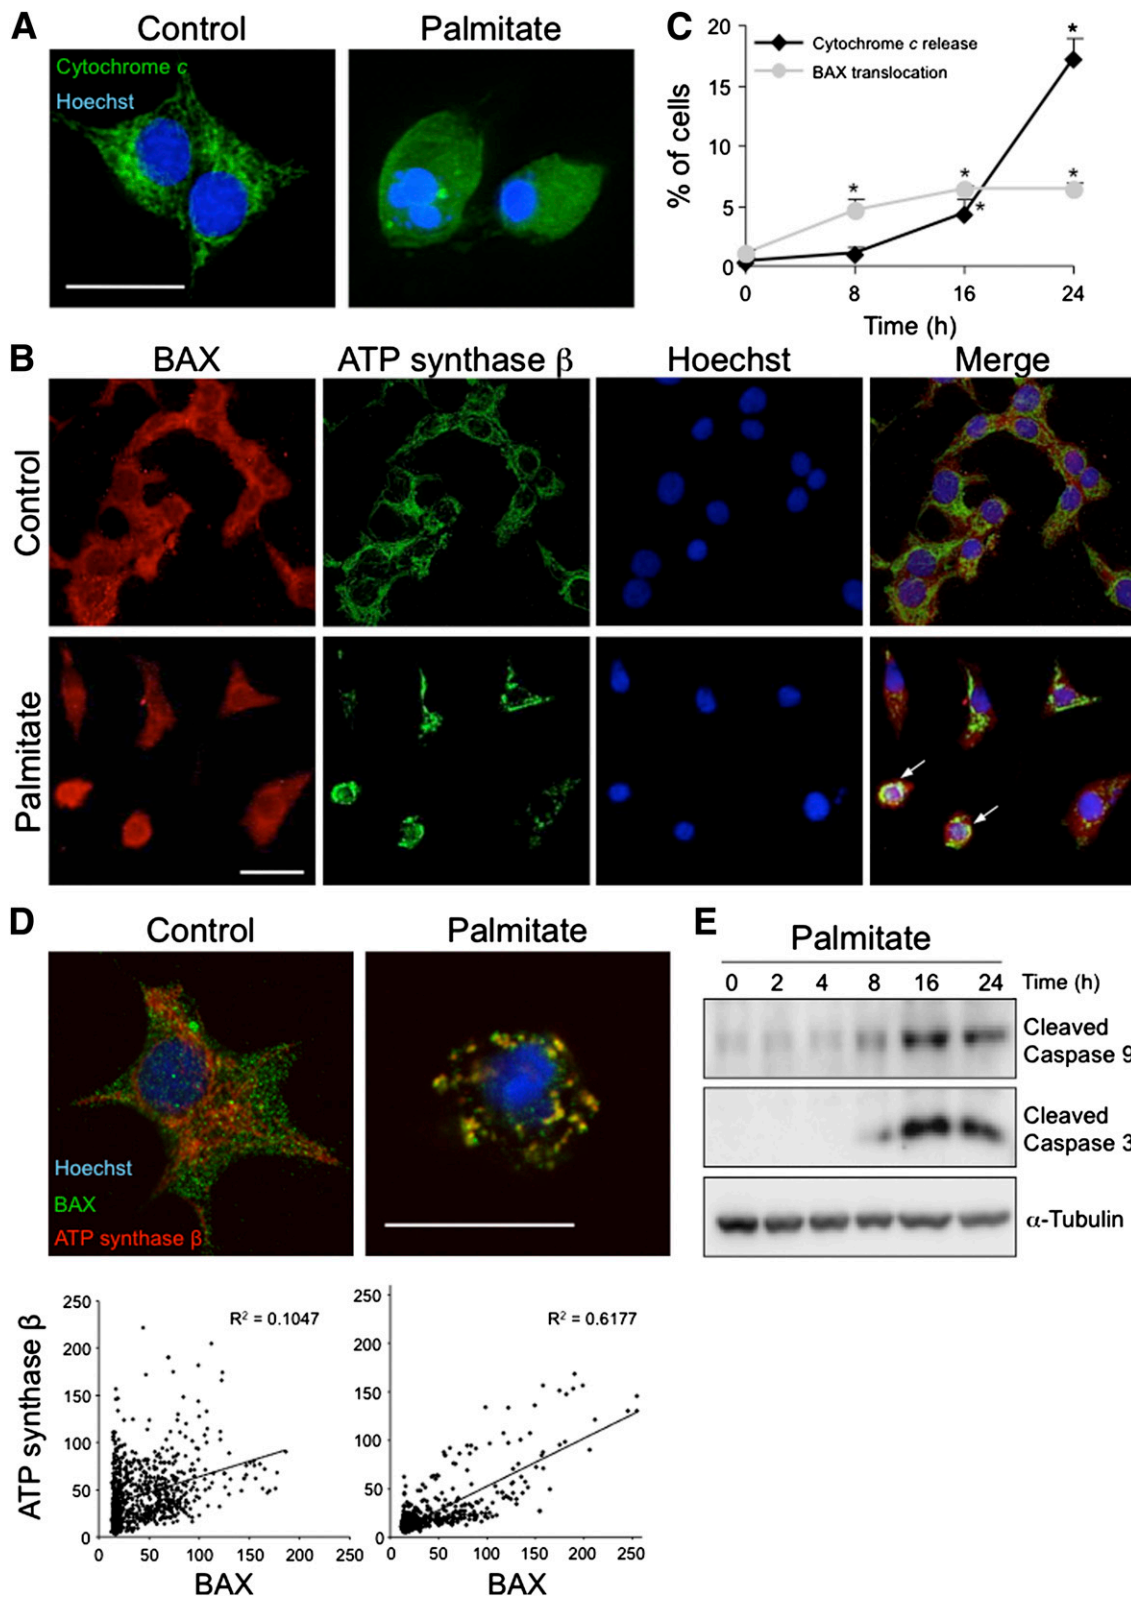 A
Control
Palmitate
Cytochrome c
Hoechst
C
20
15
10
5
0
% of cells
Cytochrome c release
BAX translocation
*
*
*
*
*
0
8
16
24
Time (h)
B
BAX
ATP synthase β
Hoechst
Merge
Control
Palmitate
D
Control
Palmitate
Hoechst
BAX
ATP synthase β
ATP synthase β
250
200
150
100
50
0
R² = 0.1047
0 50 100 150 200 250
BAX
250
200
150
100
50
0
R² = 0.6177
0 50 100 150 200 250
BAX
E
Palmitate
0 2 4 8 16 24 Time (h)
Cleaved
Caspase 9
Cleaved
Caspase 3
α-Tubulin